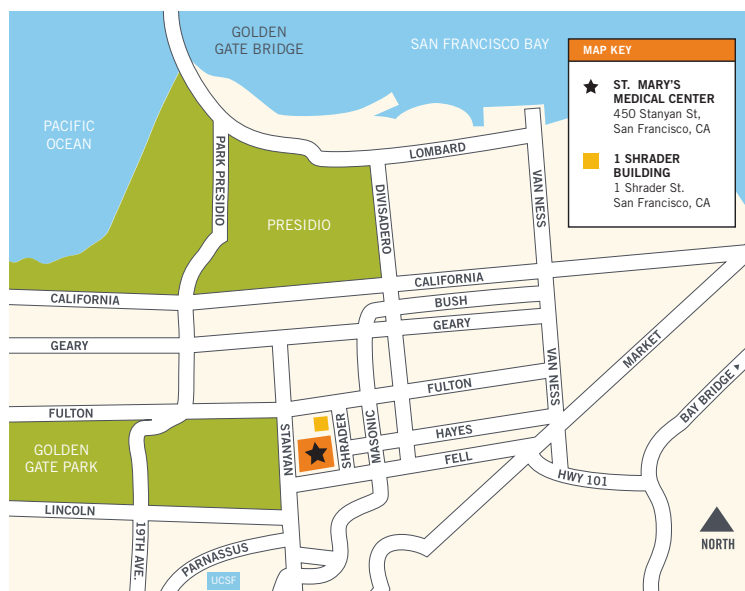 GOLDEN
GATE BRIDGE
SAN FRANCISCO BAY
MAP KEY
ST. MARY'S
MEDICAL CENTER
450 Stanyan St,
San Francisco, CA
1 SHRADER
BUILDING
1 Shrader St.
San Francisco, CA
PACIFIC
OCEAN
PARK PRESIDIO
LOMBARD
DIVISADERO
VAN NESS
PRESIDIO
CALIFORNIA
CALIFORNIA
BUSH
GEARY
GEARY
MARKET
VAN NESS
BAY BRIDGE
FULTON
FULTON
STANYAN
SHRADER
MASONIC
HAYES
FELL
GOLDEN
GATE PARK
HWY 101
LINCOLN
19TH AVE.
PARNASSUS
UCSF
NORTH